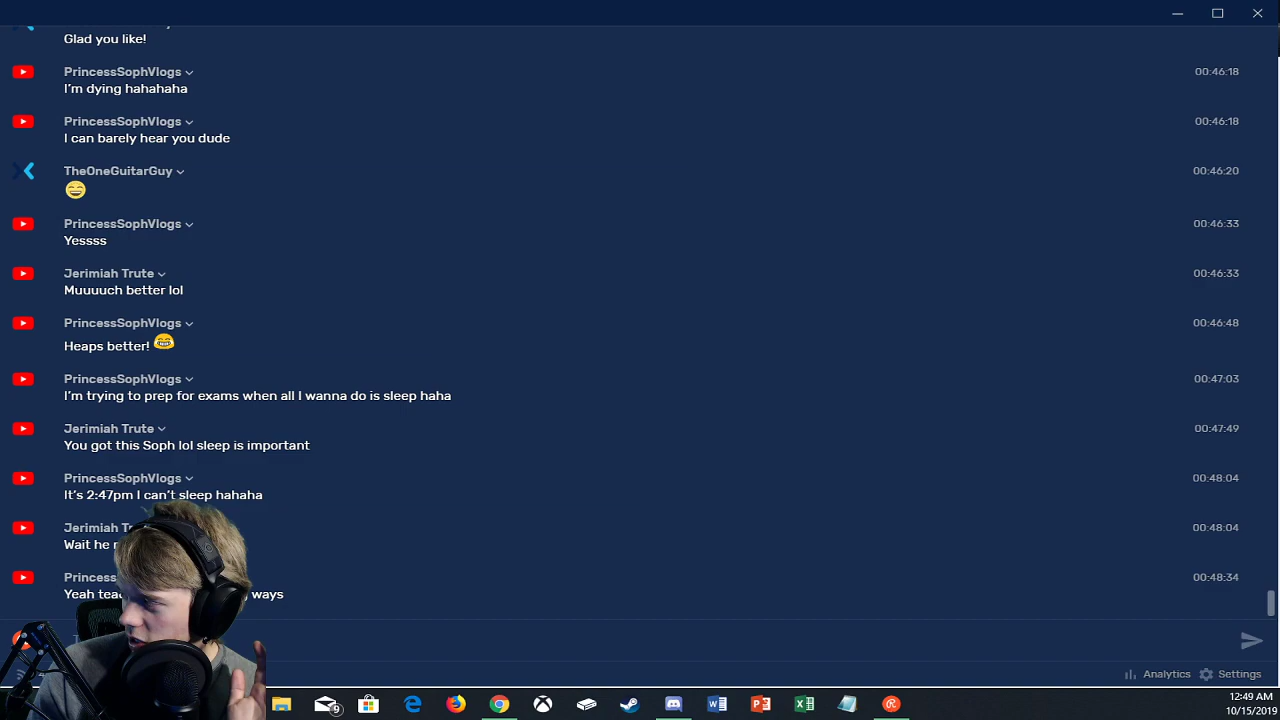 Glad you like!
PrincessSophVlogs 00:46:18
I'm dying hahahaha
PrincessSophVlogs 00:46:18
I can barely hear you dude
TheOneGuitarGuy 00:46:20
PrincessSophVlogs 00:46:33
Yessss
Jerimiah Trute 00:46:33
Muuuuch better lol
PrincessSophVlogs 00:46:48
Heaps better!
PrincessSophVlogs 00:47:03
I'm trying to prep for exams when all I wanna do is sleep haha
Jerimiah Trute 00:47:49
You got this Soph lol sleep is important
PrincessSophVlogs 00:48:04
It's 2:47pm I can't sleep hahaha
Jerimiah 00:48:04
Wait he
Princess 00:48:34
Yeah ways
Analytics Settings
9
12:49 AM
10/15/2019